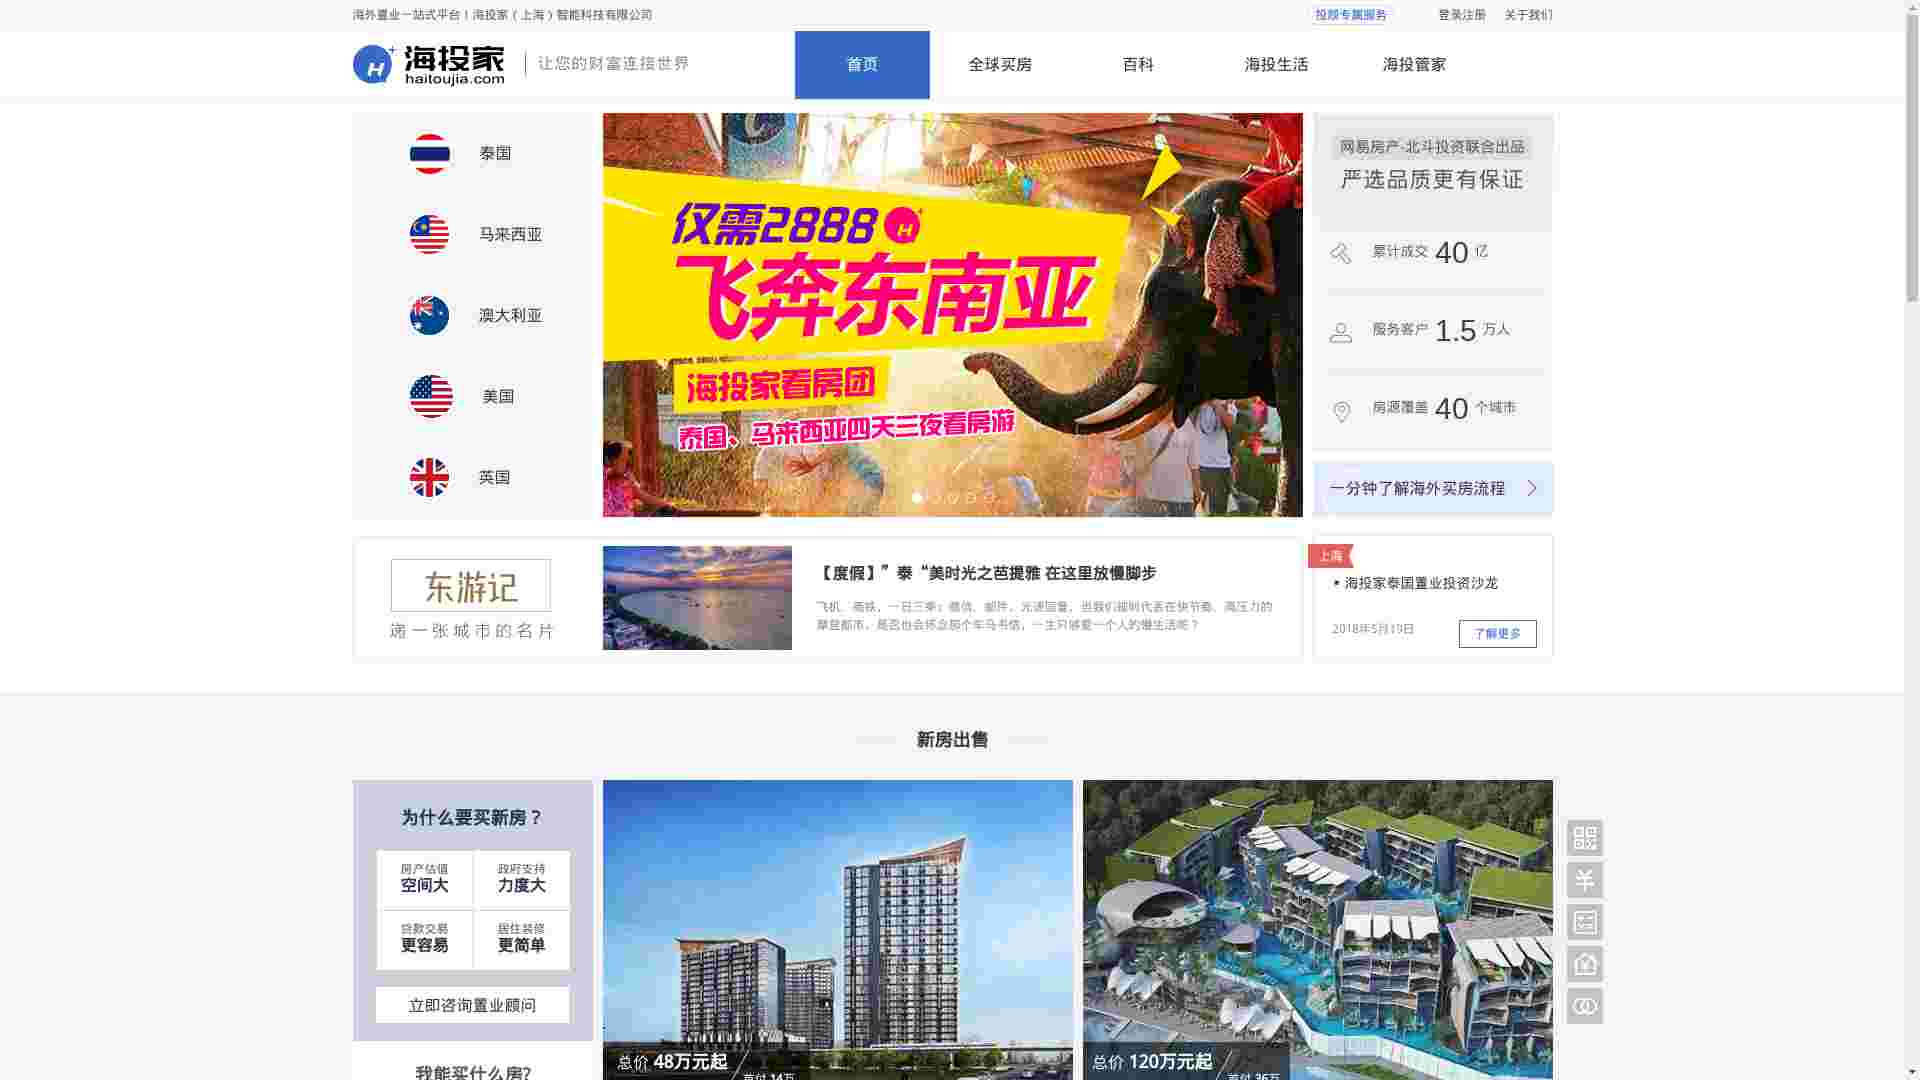 海外置业一站式平台！海投家（上海）智能科技有限公司
投顾专属服务
登录注册
关于我们
海投家
haitoujia.com
让您的财富连接世界
首页
全球买房
百科
海投生活
海投管家
泰国
马来西亚
澳大利亚
美国
英国
仅需2888
飞奔东南亚
海投家看房团
泰国、马来西亚四天三夜看房游
网易房产-北斗投资联合出品
严选品质更有保证
累计成交 40 亿
服务客户 1.5 万人
房源覆盖 40 个城市
一分钟了解海外买房流程
东游记
递一张城市的名片
【度假】”泰“美时光之芭提雅 在这里放慢脚步
飞机、高铁，一日三乘；微信、邮件，光速回复，当我们被时代丢在快节奏、高压力的
摩登都市，是否也会怀念那个车马书信，一生只够爱一个人的慢生活呢？
上海
海投家泰国置业投资沙龙
2018年5月19日
了解更多
新房出售
为什么要买新房？
房产估值
空间大
政府支持
力度大
贷款交易
更容易
居住装修
更简单
立即咨询置业顾问
我能买什么房?
总价 48万元起
首付 14万
总价 120万元起
首付 36万